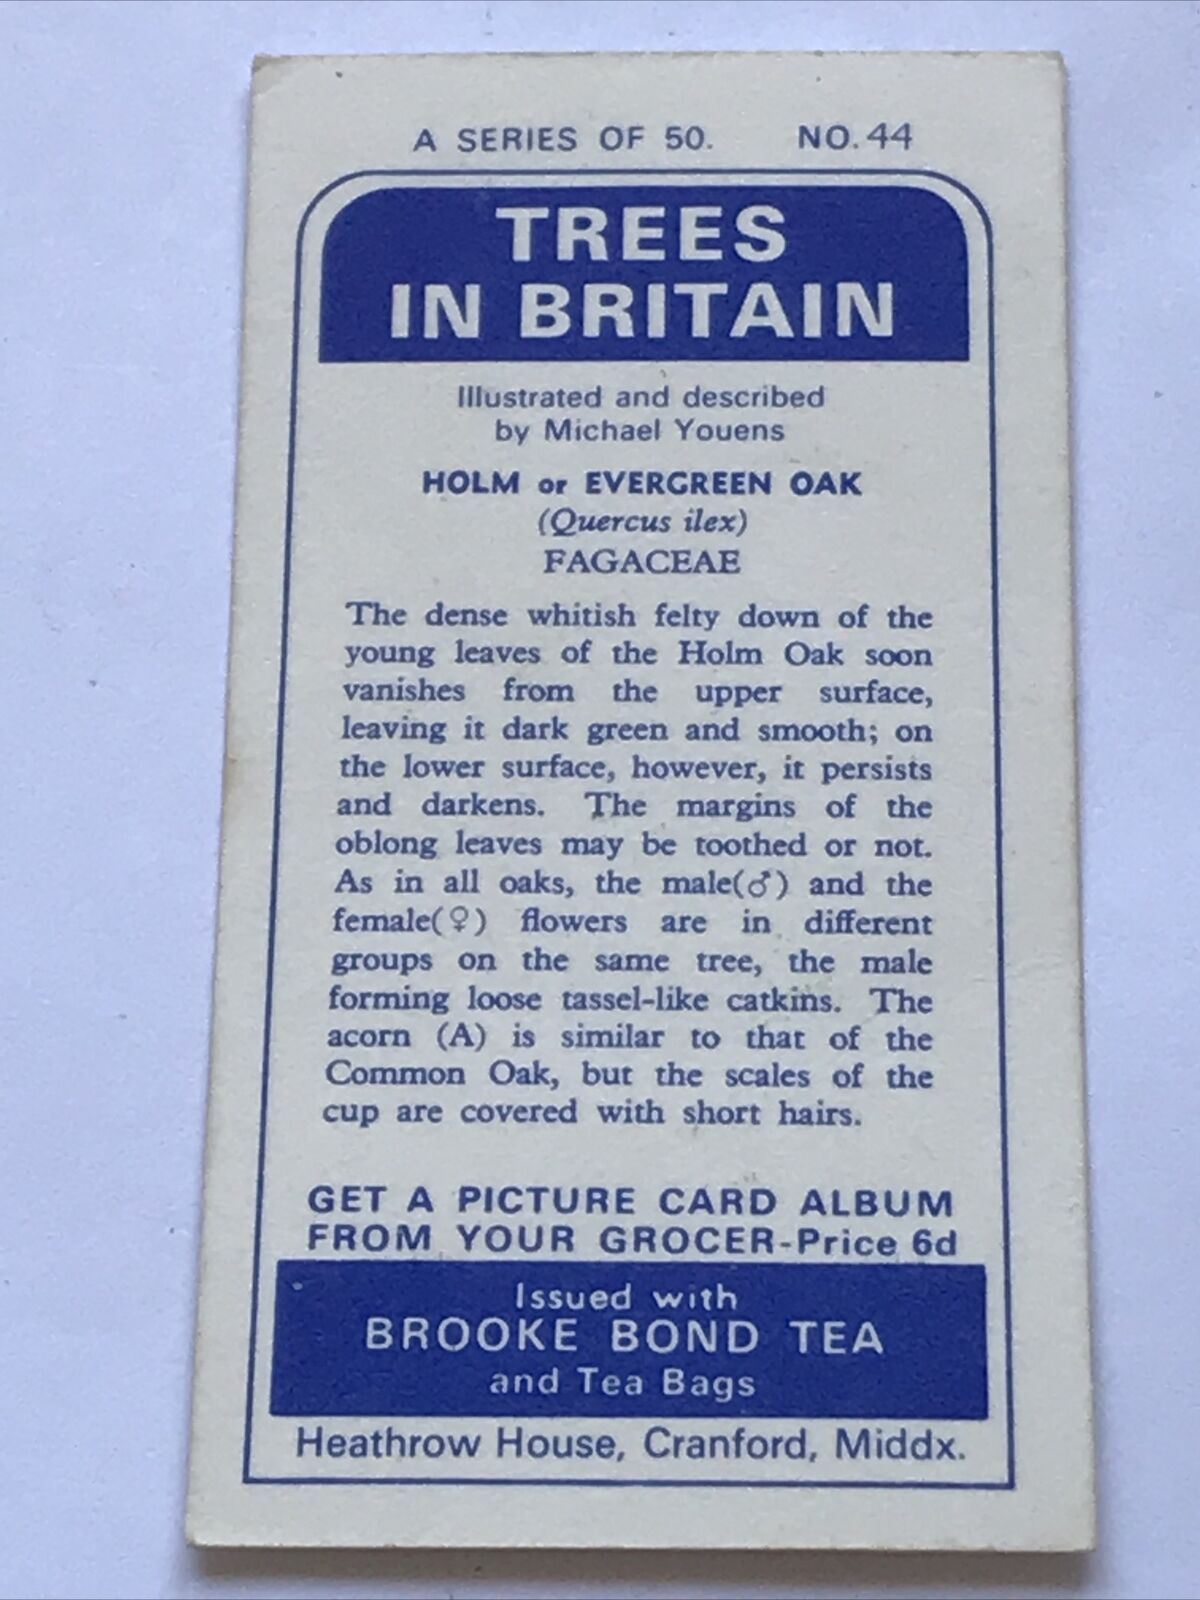 A SERIES OF 50. NO. 44
TREES
IN BRITAIN
Illustrated and described
by Michael Youens
HOLM or EVERGREEN OAK
(Quercus ilex)
FAGACEAE
The dense whitish felty down of the
young leaves of the Holm Oak soon
vanishes from the upper surface,
leaving it dark green and smooth; on
the lower surface, however, it persists
and darkens. The margins of the
oblong leaves may be toothed or not.
As in all oaks, the male(♂) and the
female(♀) flowers are in different
groups on the same tree, the male
forming loose tassel-like catkins. The
acorn (A) is similar to that of the
Common Oak, but the scales of the
cup are covered with short hairs.
GET A PICTURE CARD ALBUM
FROM YOUR GROCER-Price 6d
Issued with
BROOKE BOND TEA
and Tea Bags
Heathrow House, Cranford, Middx.